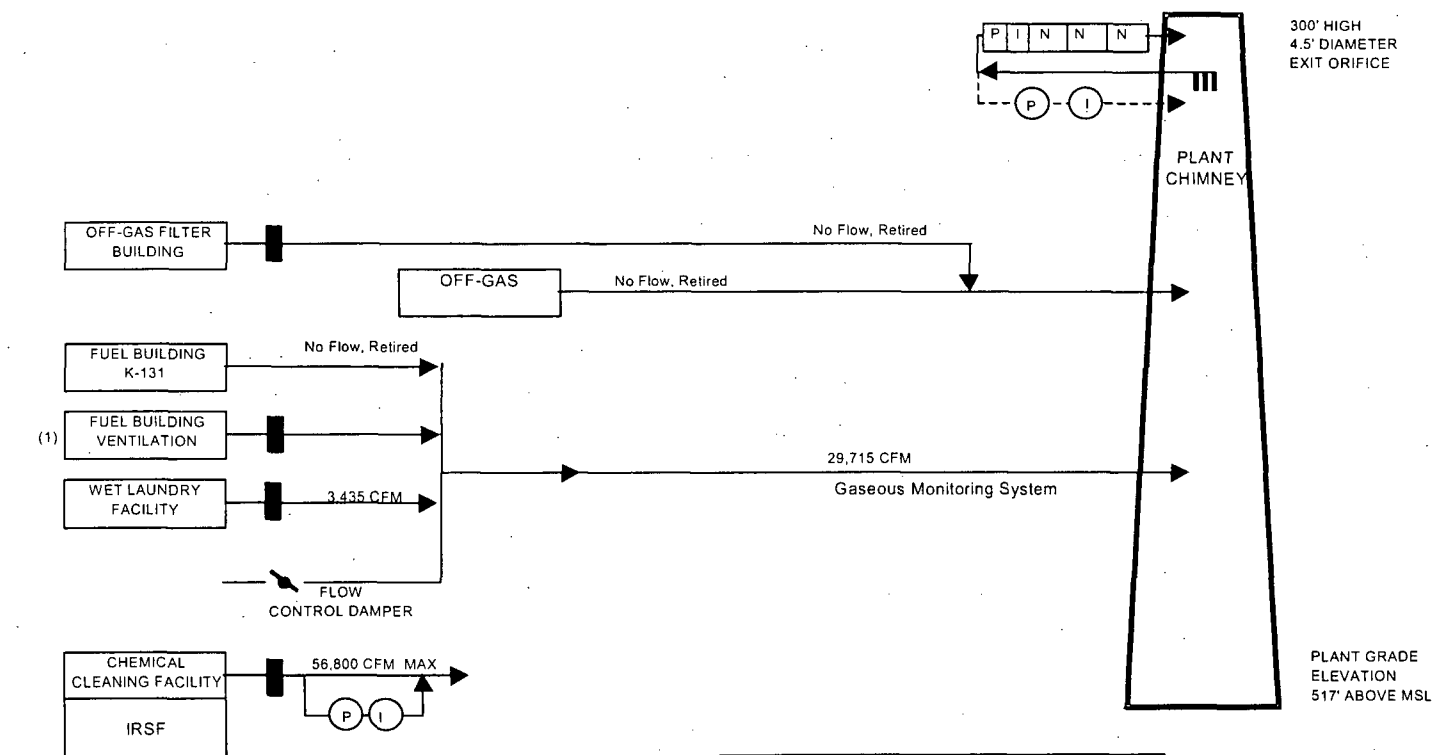 P I N N N
300' HIGH
4.5' DIAMETER
EXIT ORIFICE
P I
PLANT
CHIMNEY
OFF-GAS FILTER
BUILDING
No Flow, Retired
OFF-GAS
No Flow, Retired
FUEL BUILDING
K-131
No Flow, Retired
(1)
FUEL BUILDING
VENTILATION
29,715 CFM
Gaseous Monitoring System
WET LAUNDRY
FACILITY
3,435 CFM
FLOW
CONTROL DAMPER
CHEMICAL
CLEANING FACILITY
56,800 CFM MAX
P I
IRSF
PLANT GRADE
ELEVATION
517' ABOVE MSL